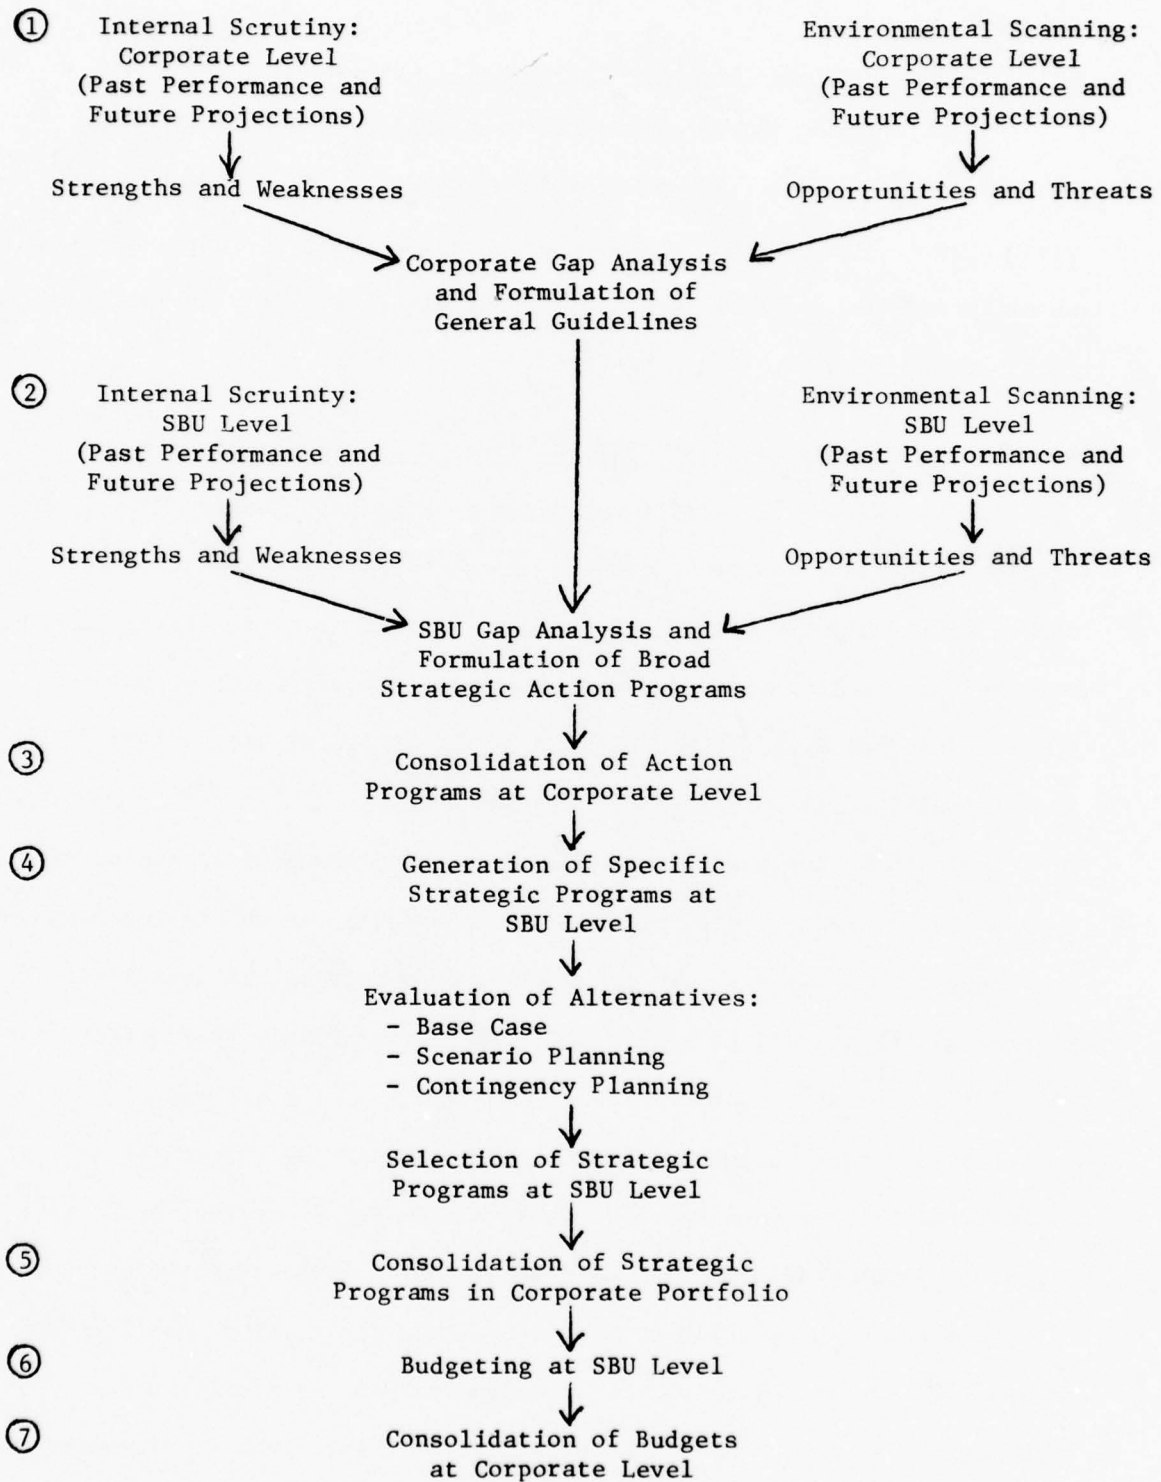 1
Internal Scrutiny:
Corporate Level
(Past Performance and
Future Projections)
Environmental Scanning:
Corporate Level
(Past Performance and
Future Projections)
Strengths and Weaknesses
Opportunities and Threats
Corporate Gap Analysis
and Formulation of
General Guidelines
2
Internal Scruinty:
SBU Level
(Past Performance and
Future Projections)
Environmental Scanning:
SBU Level
(Past Performance and
Future Projections)
Strengths and Weaknesses
Opportunities and Threats
SBU Gap Analysis and
Formulation of Broad
Strategic Action Programs
3
Consolidation of Action
Programs at Corporate Level
4
Generation of Specific
Strategic Programs at
SBU Level
Evaluation of Alternatives:
- Base Case
- Scenario Planning
- Contingency Planning
Selection of Strategic
Programs at SBU Level
5
Consolidation of Strategic
Programs in Corporate Portfolio
6
Budgeting at SBU Level
7
Consolidation of Budgets
at Corporate Level